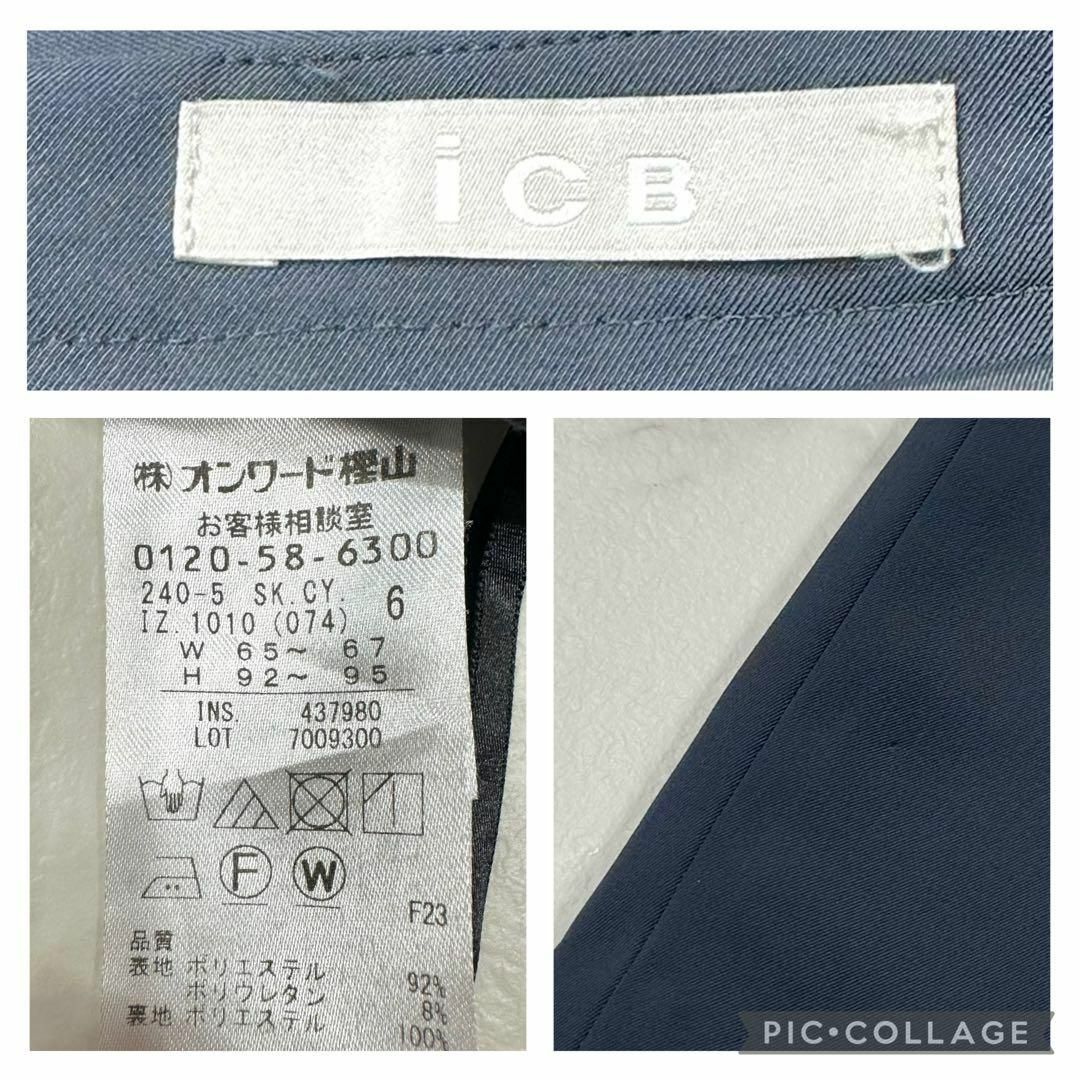 iCB
(株)オンワード樫山
お客様相談室
0120-58-6300
240-5 SK.CY. 6
IZ.1010 (074)
W 65～ 67
H 92～ 95
INS. 437980
LOT 7009300
F
W
F23
品質
表地 ポリエステル 92%
ポリウレタン 8%
裏地 ポリエステル 100%
PIC•COLLAGE